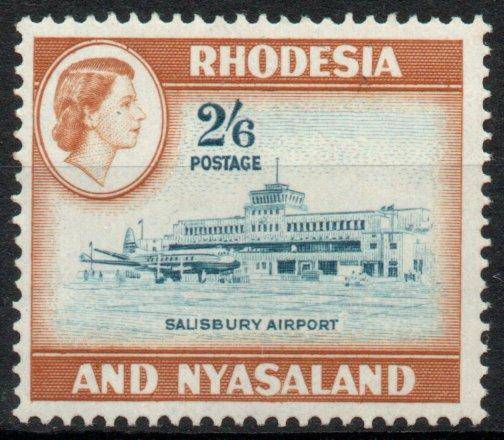 RHODESIA
2/6
POSTAGE
SALISBURY AIRPORT
AND NYASALAND